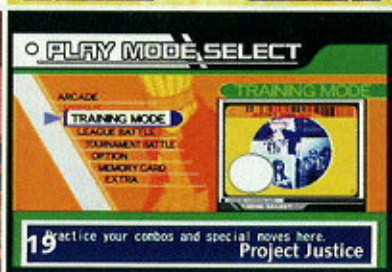 PLAY MODE SELECT
TRAINING MODE
ARCADE
TRAINING MODE
LEAGUE BATTLE
TOURNAMENT BATTLE
OPTION
MEMORY CARD
EXTRA
Practice your combos and special moves here.
19
Project Justice